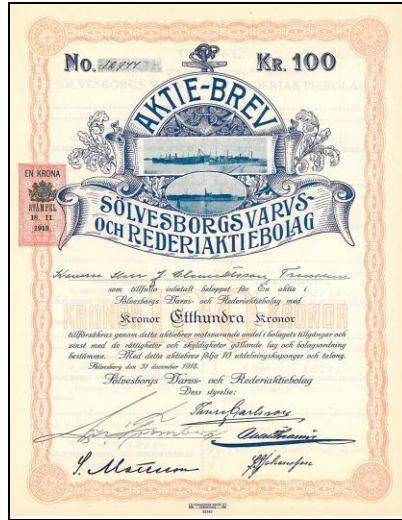 No. Kr. 100
AKTIE-BREV
SÖLVESBORGS VARVS-
OCH REDERIAKTIEBOLAG
EN KRONA
STÄMPEL
18. 11.
1919
som tillfullo inbetalt beloppet för En aktie i
Sölvesborgs Varvs- och Rederiaktiebolag med
Kronor Etthundra Kronor
tillförsäkras genom detta aktiebrev motsvarande andel i bolagets tillgångar och
vinst med de rättigheter och skyldigheter gällande lag och bolagsordning
bestämma. Med detta aktiebrev följa 10 utdelningskuponger och talong.
Sölvesborg den 31 december 1918.
Sölvesborgs Varvs- och Rederiaktiebolag
Dess styrelse: